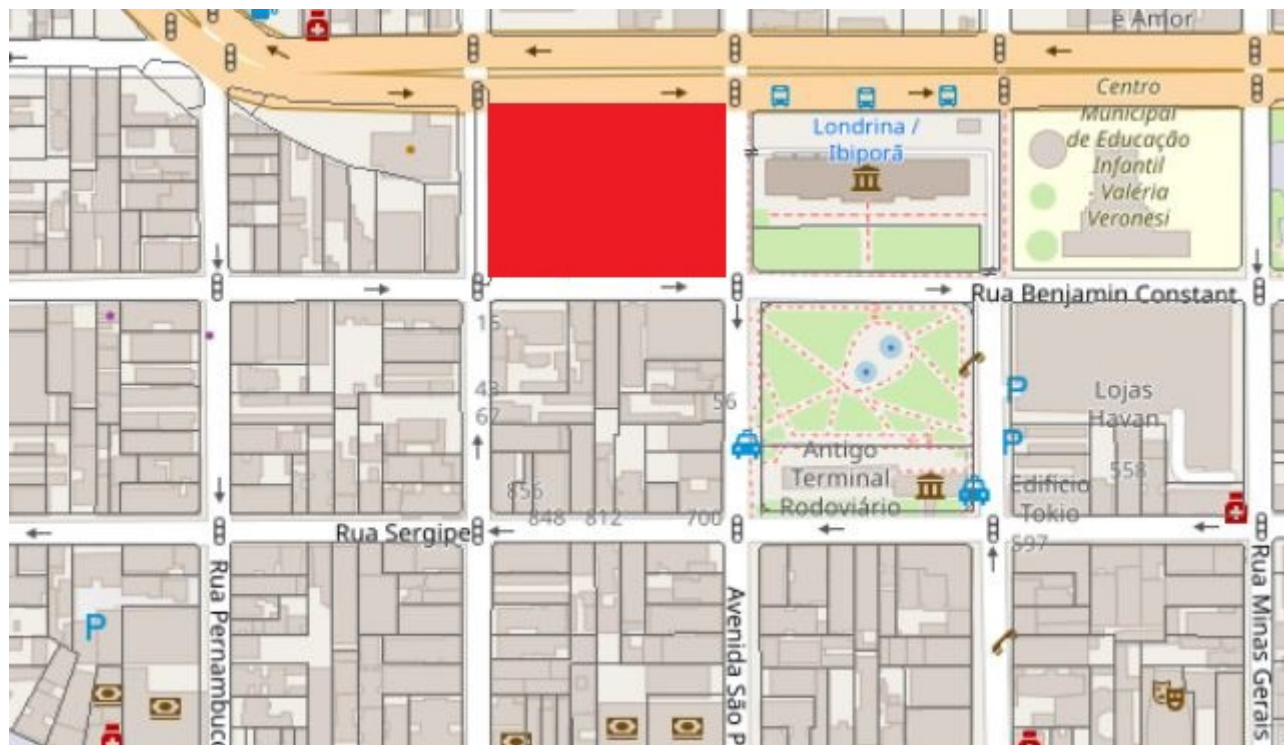 e Amor
Centro
Municipal
de Educação
Infantil
- Valéria
Veronesi
Londrina /
Ibiporã
Rua Benjamin Constant
15
43
67
56
Lojas
Havan
Antigo
Terminal
Rodoviário
558
Edifício
Tokio
856
848
812
700
Rua Sergipe
597
Rua Pernambuco
Avenida São P
Rua Minas Gerais
P
P
P